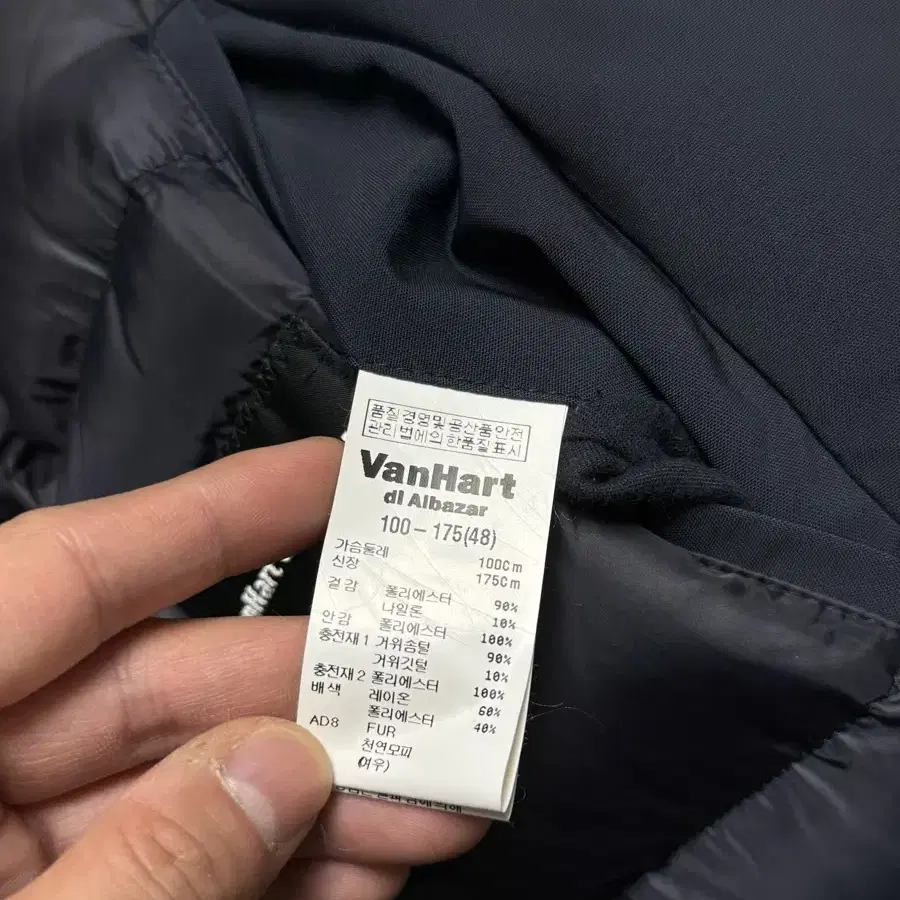 품질경영및 공산품안전
관리법에의한품질표시
VanHart
di Albazar
100-175(48)
가슴둘레 100Cm
신장 175Cm
겉감 폴리에스터 90%
나일론 10%
안감 폴리에스터 100%
충전재1 거위솜털 90%
거위깃털 10%
충전재2 폴리에스터 100%
배색 레이온 60%
폴리에스터 40%
AD8 FUR
천연모피
(여우)